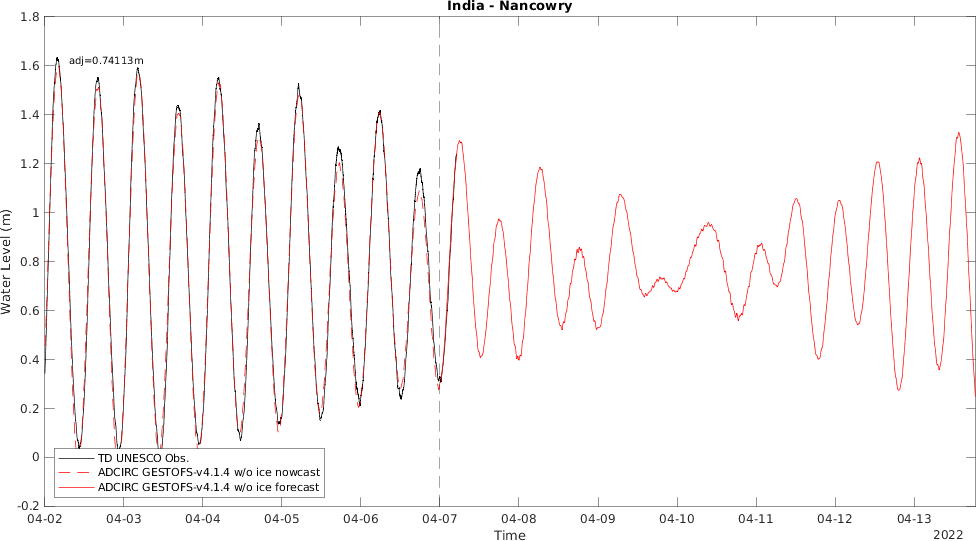 India - Nancowry
adj=0.74113m
1.8
1.6
1.4
1.2
1
0.8
0.6
0.4
0.2
0
-0.2
Water Level (m)
TD UNESCO Obs.
ADCIRC GESTOFS-v4.1.4 w/o ice nowcast
ADCIRC GESTOFS-v4.1.4 w/o ice forecast
04-02 04-03 04-04 04-05 04-06 04-07 04-08 04-09 04-10 04-11 04-12 04-13
Time
2022